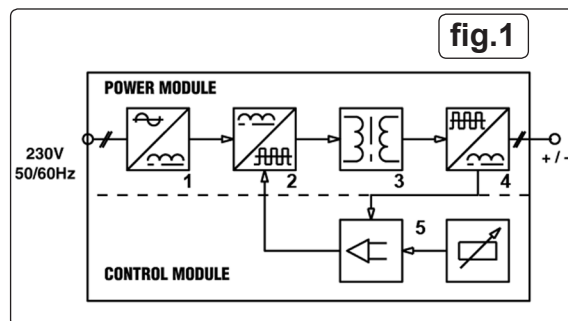 fig.1
POWER MODULE
230V
50/60Hz
1
2
3
4
+ / -
5
CONTROL MODULE